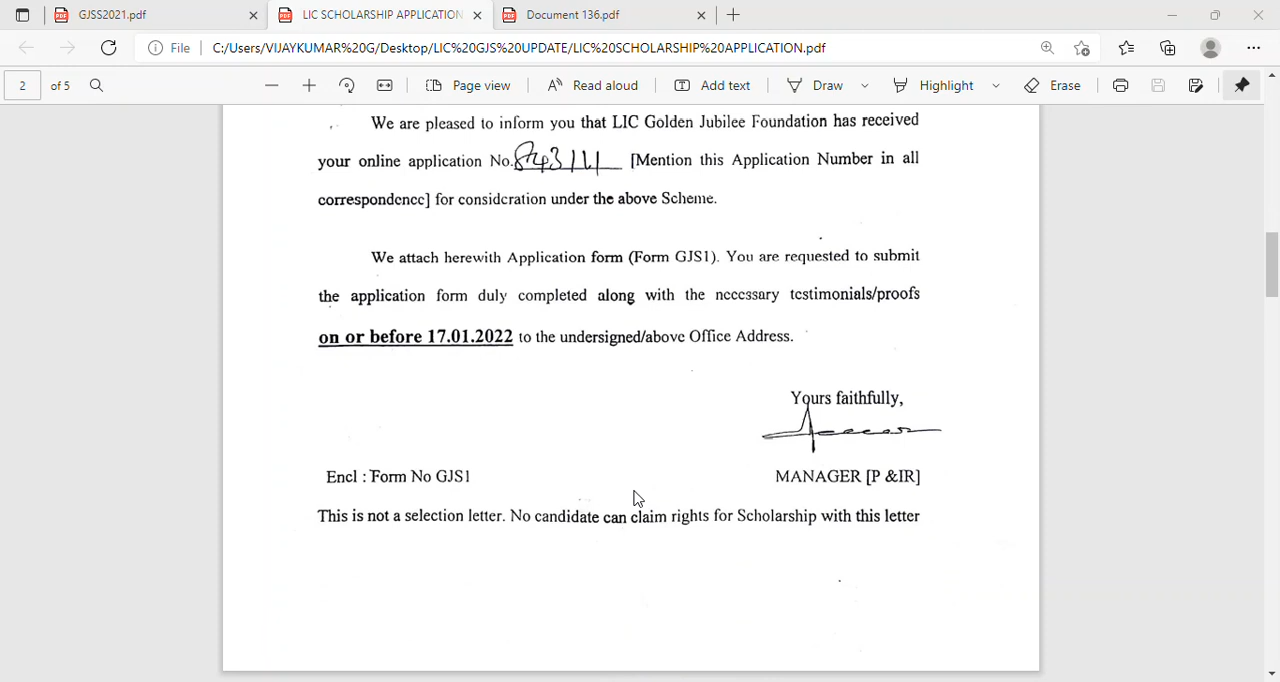 GJSS2021.pdf
LIC SCHOLARSHIP APPLICATION
Document 136.pdf
File
C:/Users/VIJAYKUMAR%20G/Desktop/LIC%20GJS%20UPDATE/LIC%20SCHOLARSHIP%20APPLICATION.pdf
2 of 5
Page view
Read aloud
Add text
Draw
Highlight
Erase
We are pleased to inform you that LIC Golden Jubilee Foundation has received
your online application No. [Mention this Application Number in all
correspondence] for consideration under the above Scheme.
We attach herewith Application form (Form GJS1). You are requested to submit
the application form duly completed along with the necessary testimonials/proofs
on or before 17.01.2022 to the undersigned/above Office Address.
Yours faithfully,
Encl : Form No GJS1
MANAGER [P &IR]
This is not a selection letter. No candidate can claim rights for Scholarship with this letter